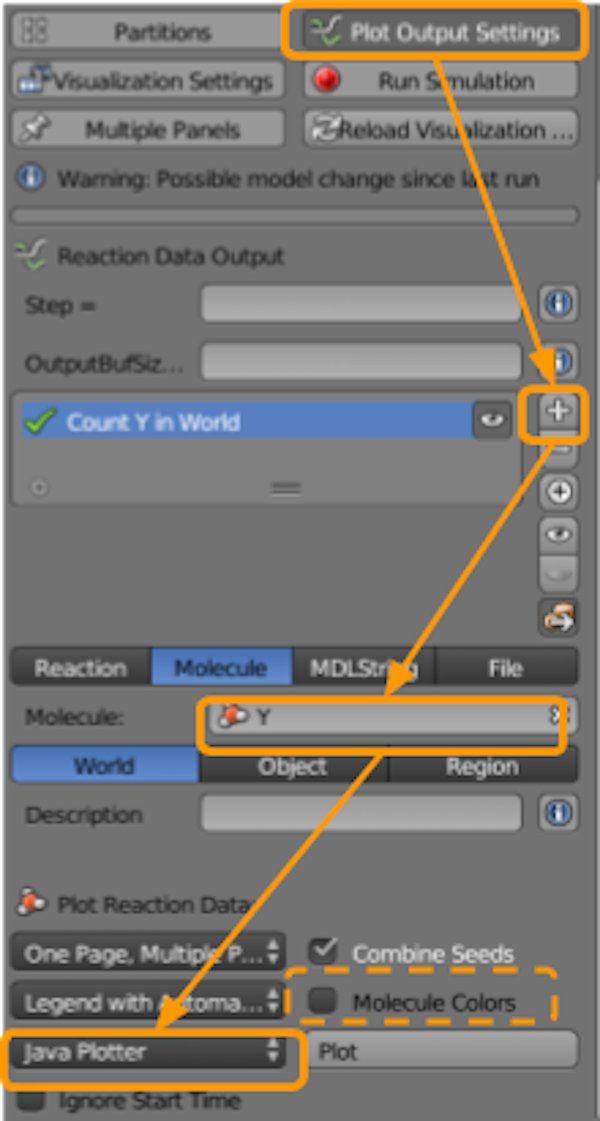 Partitions Plot Output Settings
Visualization Settings Run Simulation
Multiple Panels Reload Visualization ...
Warning: Possible model change since last run
Reaction Data Output
Step =
OutputBufSiz...
Count Y in World
Reaction Molecule MDLString File
Molecule: Y
World Object Region
Description
Plot Reaction Data
One Page, Multiple P... Combine Seeds
Legend with Automa... Molecule Colors
Java Plotter Plot
Ignore Start Time